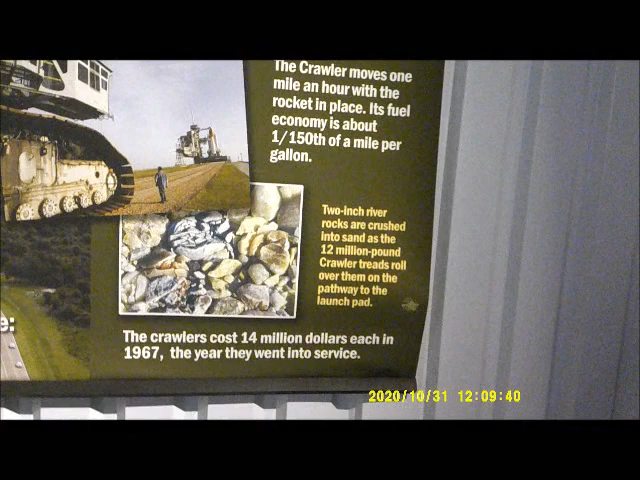 The Crawler moves one
mile an hour with the
rocket in place. Its fuel
economy is about
1/150th of a mile per
gallon.
Two-inch river
rocks are crushed
into sand as the
12 million-pound
Crawler treads roll
over them on the
pathway to the
launch pad.
e:
The crawlers cost 14 million dollars each in
1967, the year they went into service.
2020/10/31 12:09:40